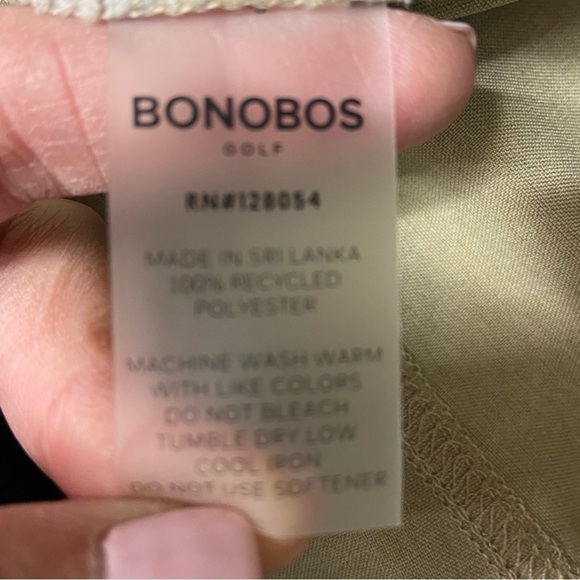 BONOBOS
GOLF
RN#128054
MADE IN SRI LANKA
100% RECYCLED
POLYESTER
MACHINE WASH WARM
WITH LIKE COLORS
DO NOT BLEACH
TUMBLE DRY LOW
COOL IRON
DO NOT USE SOFTENER